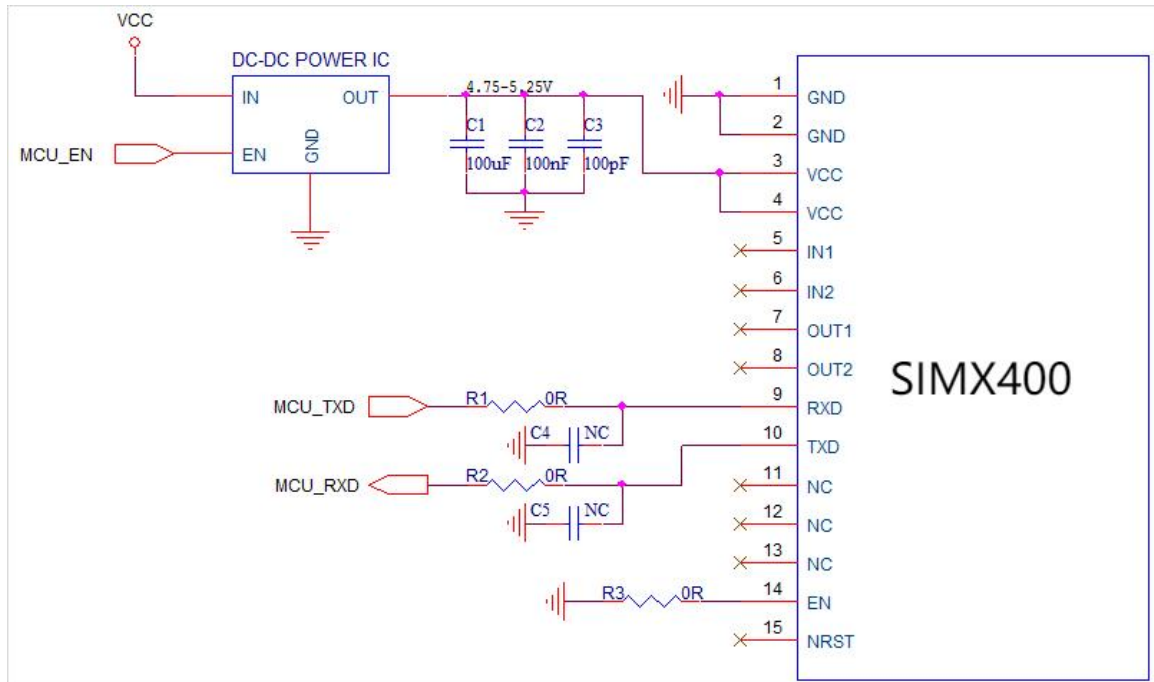 VCC
DC-DC POWER IC
IN
OUT
EN
GND
MCU_EN
4.75-5.25V
C1
C2
C3
100uF
100nF
100pF
1
GND
2
GND
3
VCC
4
VCC
5
IN1
6
IN2
7
OUT1
8
OUT2
SIMX400
MCU_TXD
R1
0R
9
RXD
C4
NC
10
TXD
MCU_RXD
R2
0R
11
NC
C5
NC
12
NC
13
NC
R3
0R
14
EN
15
NRST